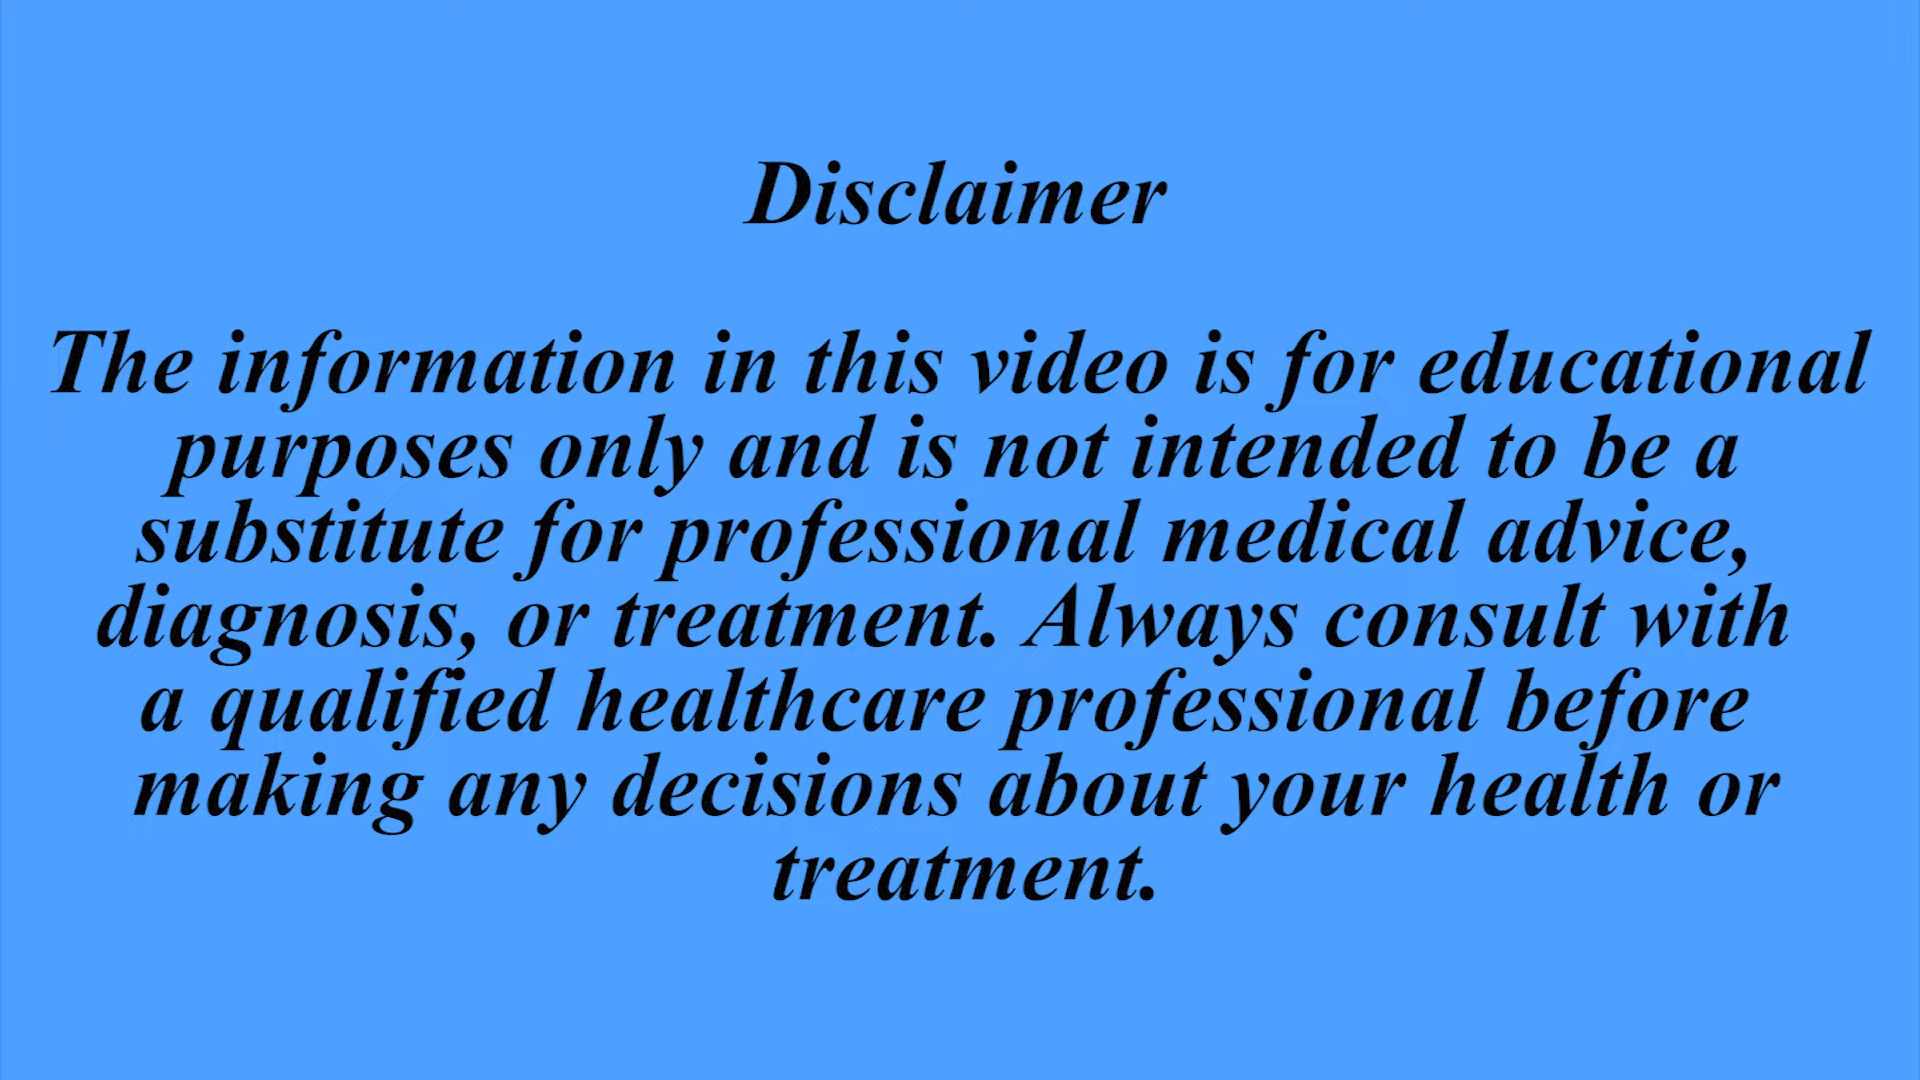 Disclaimer
The information in this video is for educational
purposes only and is not intended to be a
substitute for professional medical advice,
diagnosis, or treatment. Always consult with
a qualified healthcare professional before
making any decisions about your health or
treatment.